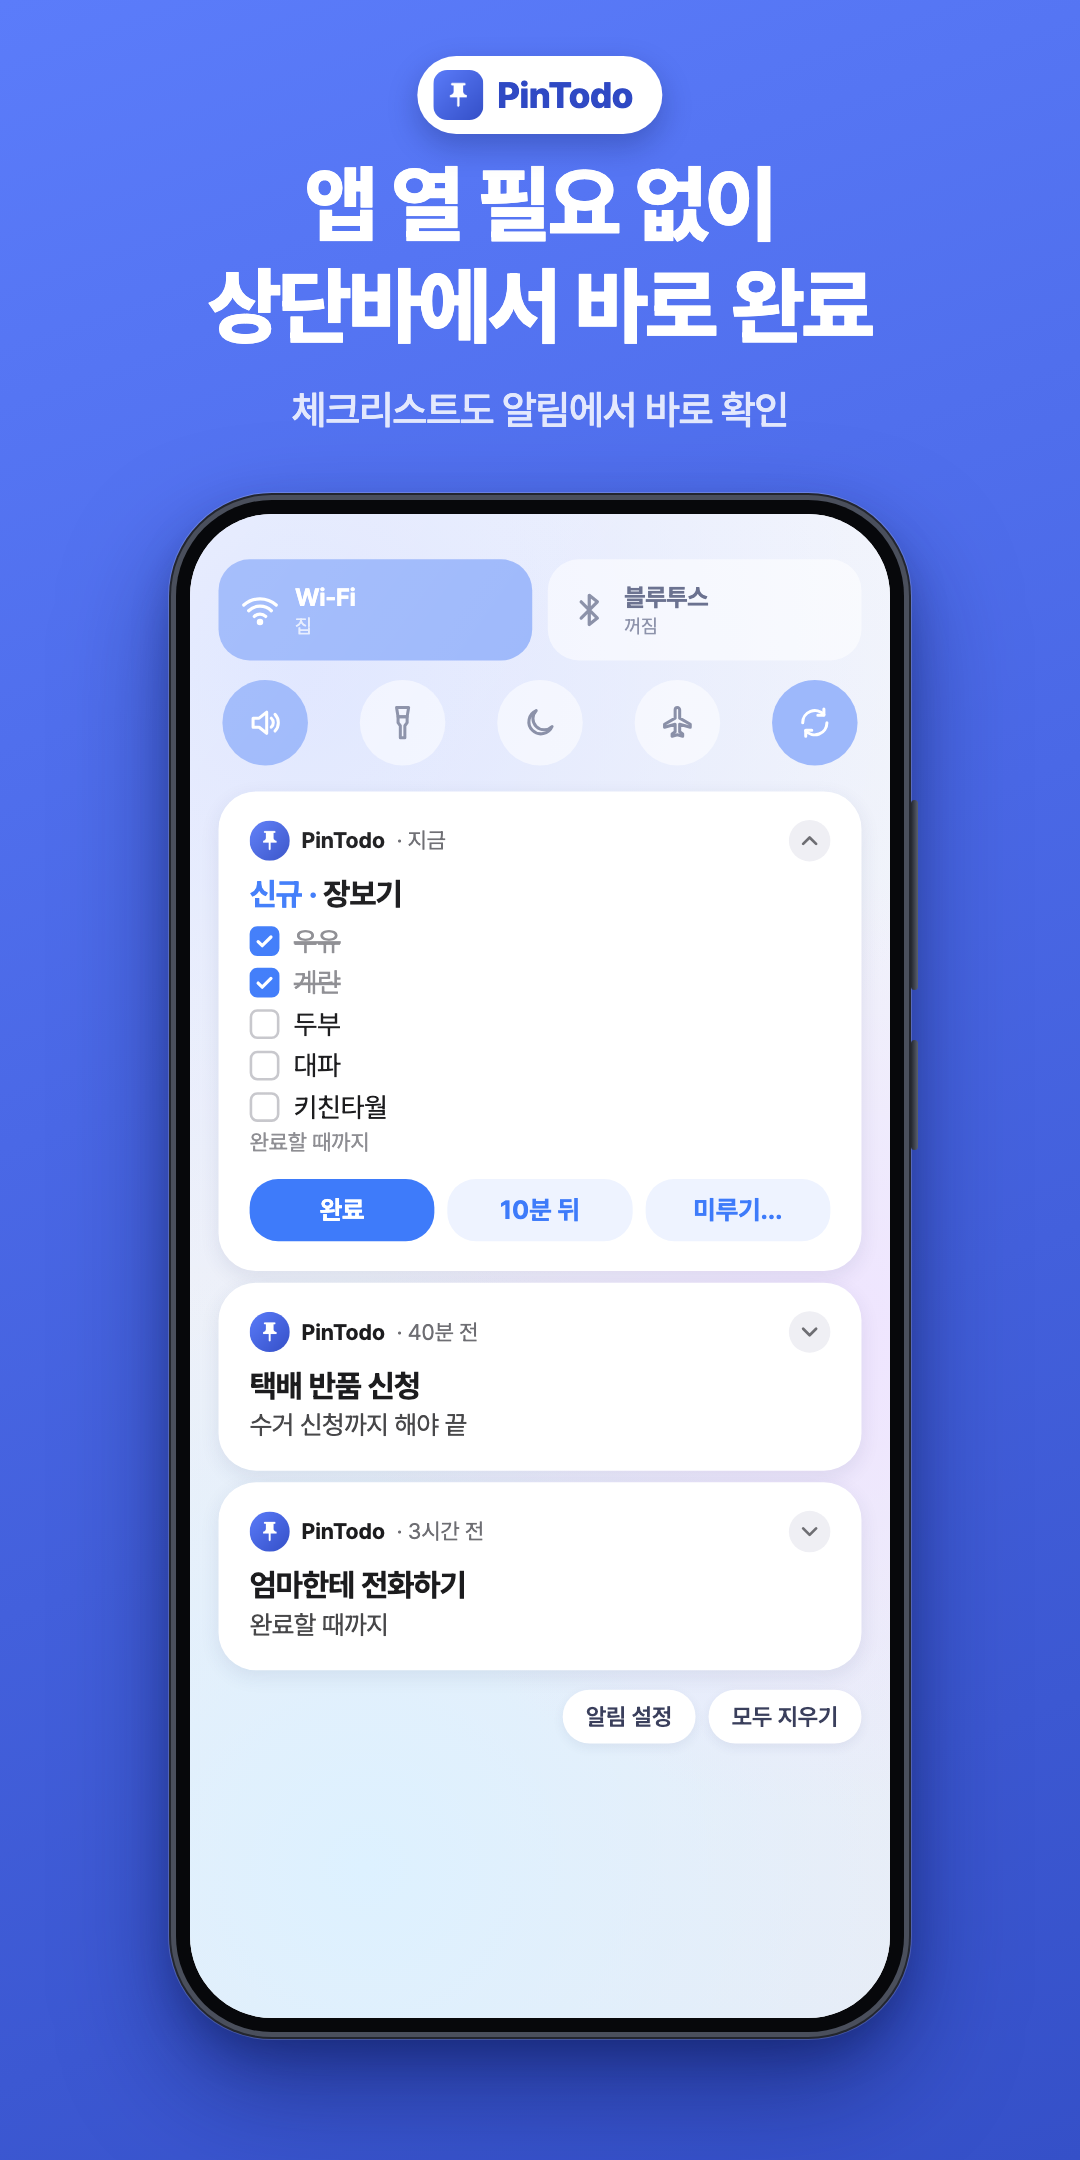 PinTodo
앱 열 필요 없이
상단바에서 바로 완료
체크리스트도 알림에서 바로 확인
Wi-Fi
집
블루투스
꺼짐
PinTodo · 지금
신규 · 장보기
우유
계란
두부
대파
키친타월
완료할 때까지
완료
10분 뒤
미루기...
PinTodo · 40분 전
택배 반품 신청
수거 신청까지 해야 끝
PinTodo · 3시간 전
엄마한테 전화하기
완료할 때까지
알림 설정
모두 지우기